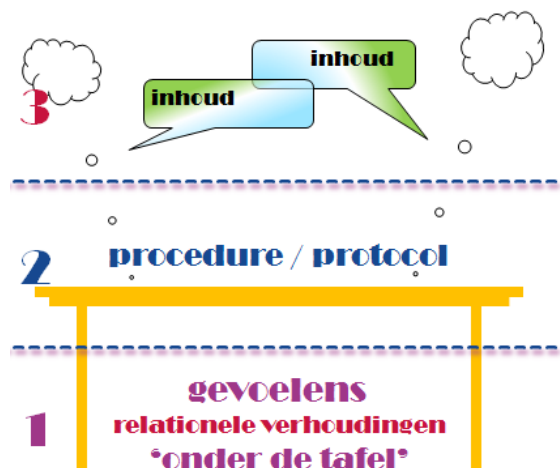 inhoud
inhoud
3
2 procedure / protocol
gevoelens
1 relationele verhoudingen
‘onder de tafel’